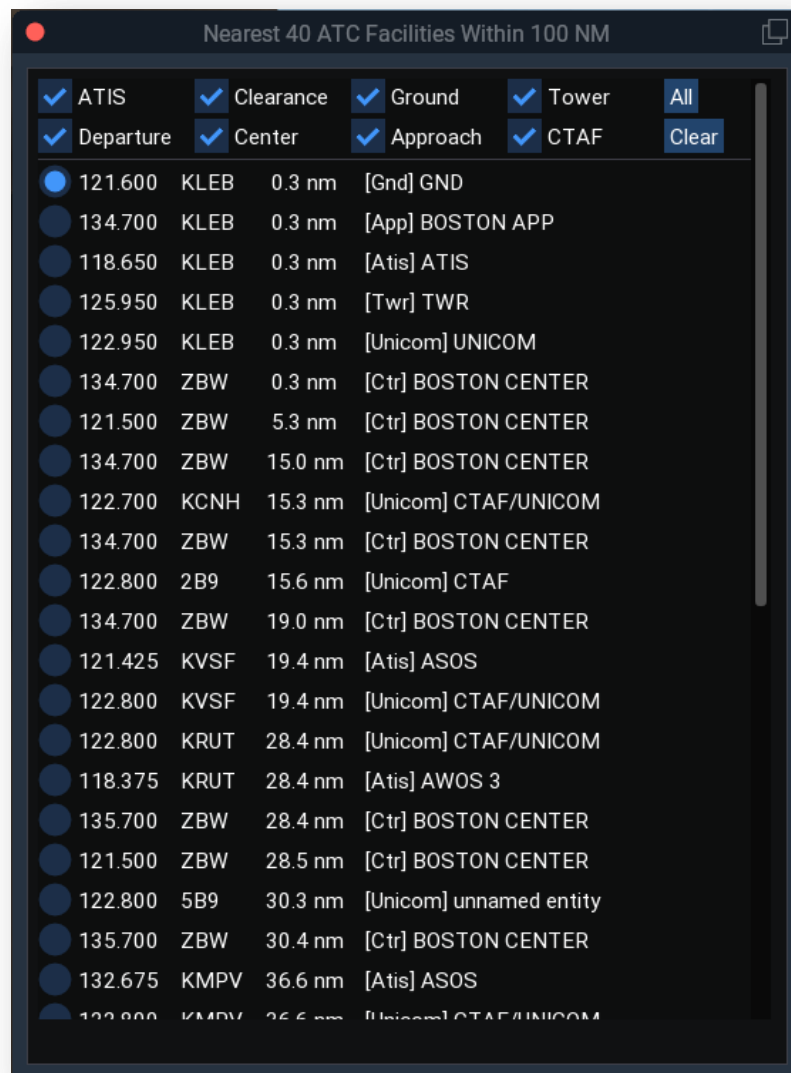 Nearest 40 ATC Facilities Within 100 NM
ATIS Clearance Ground Tower All
Departure Center Approach CTAF Clear
121.600 KLEB 0.3 nm [Gnd] GND
134.700 KLEB 0.3 nm [App] BOSTON APP
118.650 KLEB 0.3 nm [Atis] ATIS
125.950 KLEB 0.3 nm [Twr] TWR
122.950 KLEB 0.3 nm [Unicom] UNICOM
134.700 ZBW 0.3 nm [Ctr] BOSTON CENTER
121.500 ZBW 5.3 nm [Ctr] BOSTON CENTER
134.700 ZBW 15.0 nm [Ctr] BOSTON CENTER
122.700 KCNH 15.3 nm [Unicom] CTAF/UNICOM
134.700 ZBW 15.3 nm [Ctr] BOSTON CENTER
122.800 2B9 15.6 nm [Unicom] CTAF
134.700 ZBW 19.0 nm [Ctr] BOSTON CENTER
121.425 KVSF 19.4 nm [Atis] ASOS
122.800 KVSF 19.4 nm [Unicom] CTAF/UNICOM
122.800 KRUT 28.4 nm [Unicom] CTAF/UNICOM
118.375 KRUT 28.4 nm [Atis] AWOS 3
135.700 ZBW 28.4 nm [Ctr] BOSTON CENTER
121.500 ZBW 28.5 nm [Ctr] BOSTON CENTER
122.800 5B9 30.3 nm [Unicom] unnamed entity
135.700 ZBW 30.4 nm [Ctr] BOSTON CENTER
132.675 KMPV 36.6 nm [Atis] ASOS
KMPV 36.6 nm [Unicom] CTAF/UNICOM